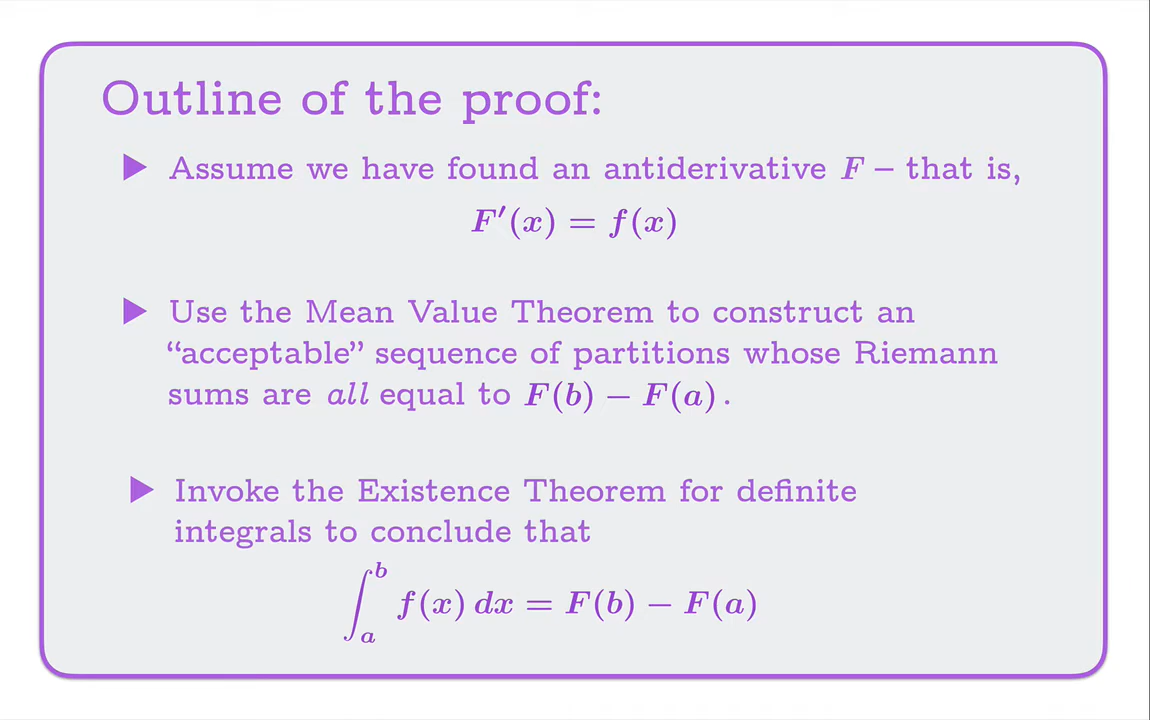 Outline of the proof:
▶ Assume we have found an antiderivative F – that is,
F′(x) = f(x)
▶ Use the Mean Value Theorem to construct an
“acceptable” sequence of partitions whose Riemann
sums are all equal to F(b) − F(a).
▶ Invoke the Existence Theorem for definite
integrals to conclude that
∫_a^b f(x) dx = F(b) − F(a)